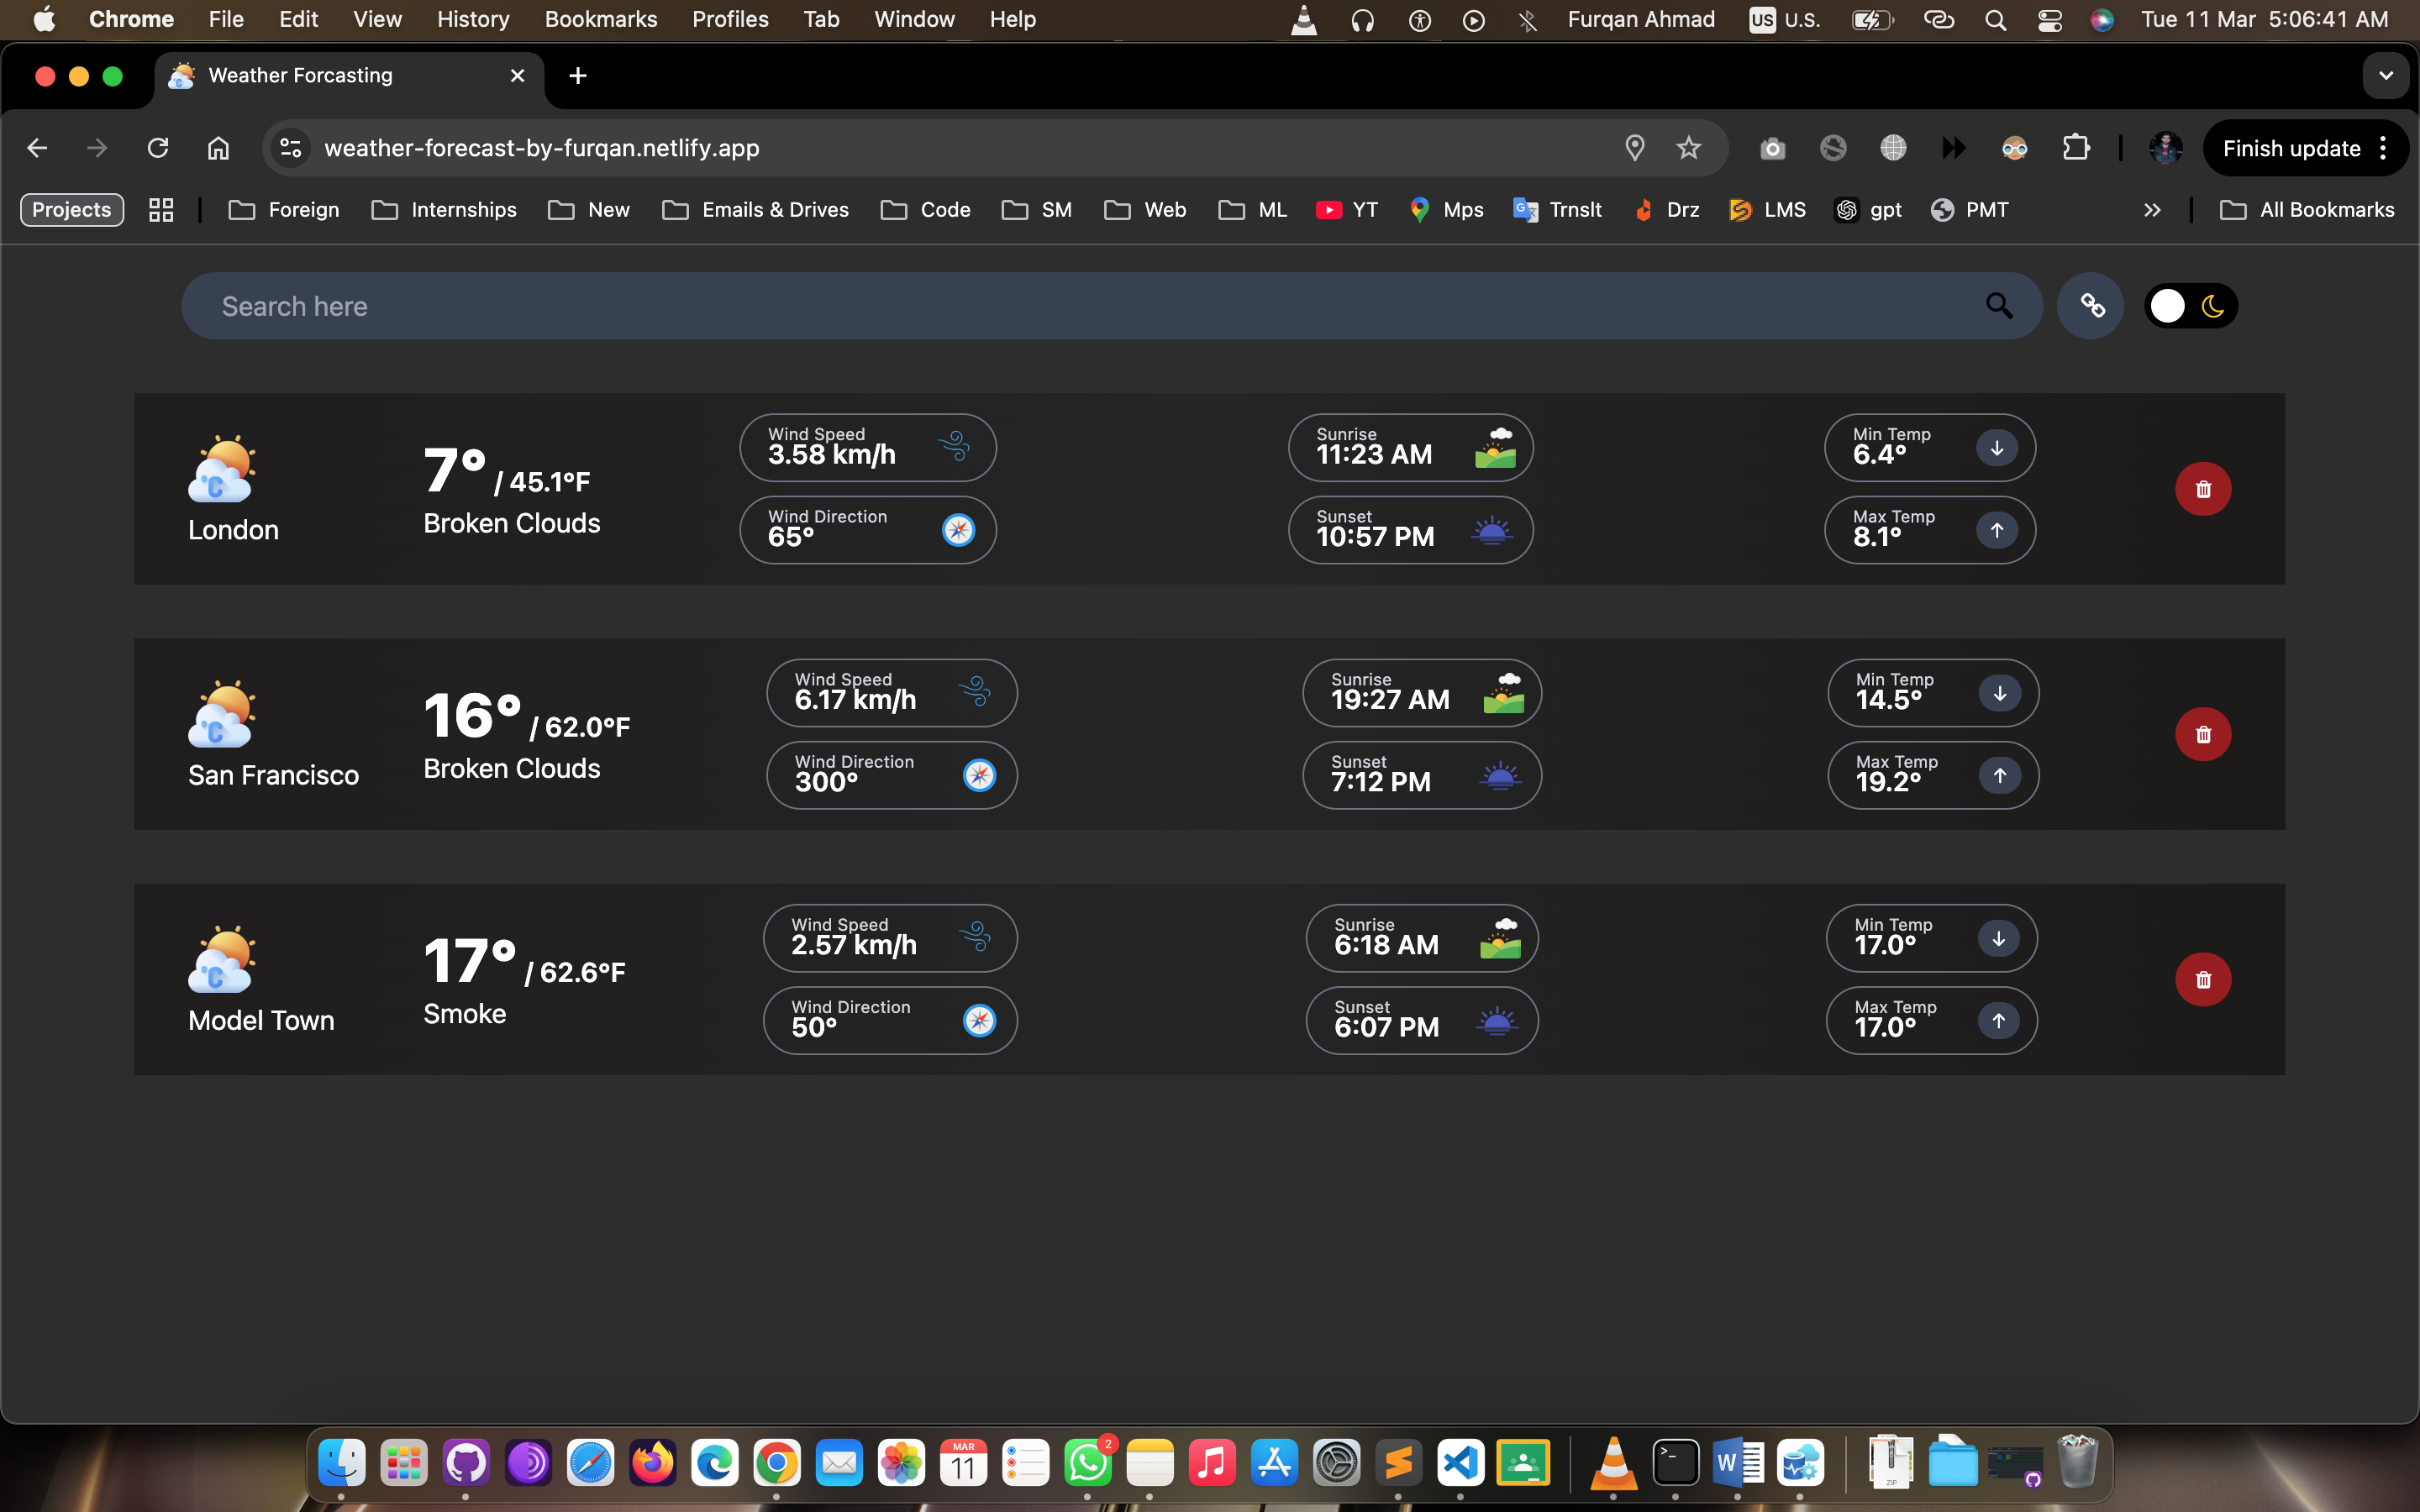 Chrome File Edit View History Bookmarks Profiles Tab Window Help Furqan Ahmad US U.S. Tue 11 Mar 5:06:41 AM
Weather Forcasting
weather-forecast-by-furqan.netlify.app Finish update
Projects Foreign Internships New Emails & Drives Code SM Web ML YT Mps Trnslt Drz LMS gpt PMT All Bookmarks
Search here
London
7° / 45.1°F
Broken Clouds
Wind Speed
3.58 km/h
Wind Direction
65°
Sunrise
11:23 AM
Sunset
10:57 PM
Min Temp
6.4°
Max Temp
8.1°
San Francisco
16° / 62.0°F
Broken Clouds
Wind Speed
6.17 km/h
Wind Direction
300°
Sunrise
19:27 AM
Sunset
7:12 PM
Min Temp
14.5°
Max Temp
19.2°
Model Town
17° / 62.6°F
Smoke
Wind Speed
2.57 km/h
Wind Direction
50°
Sunrise
6:18 AM
Sunset
6:07 PM
Min Temp
17.0°
Max Temp
17.0°
MAR
11
2
ZIP